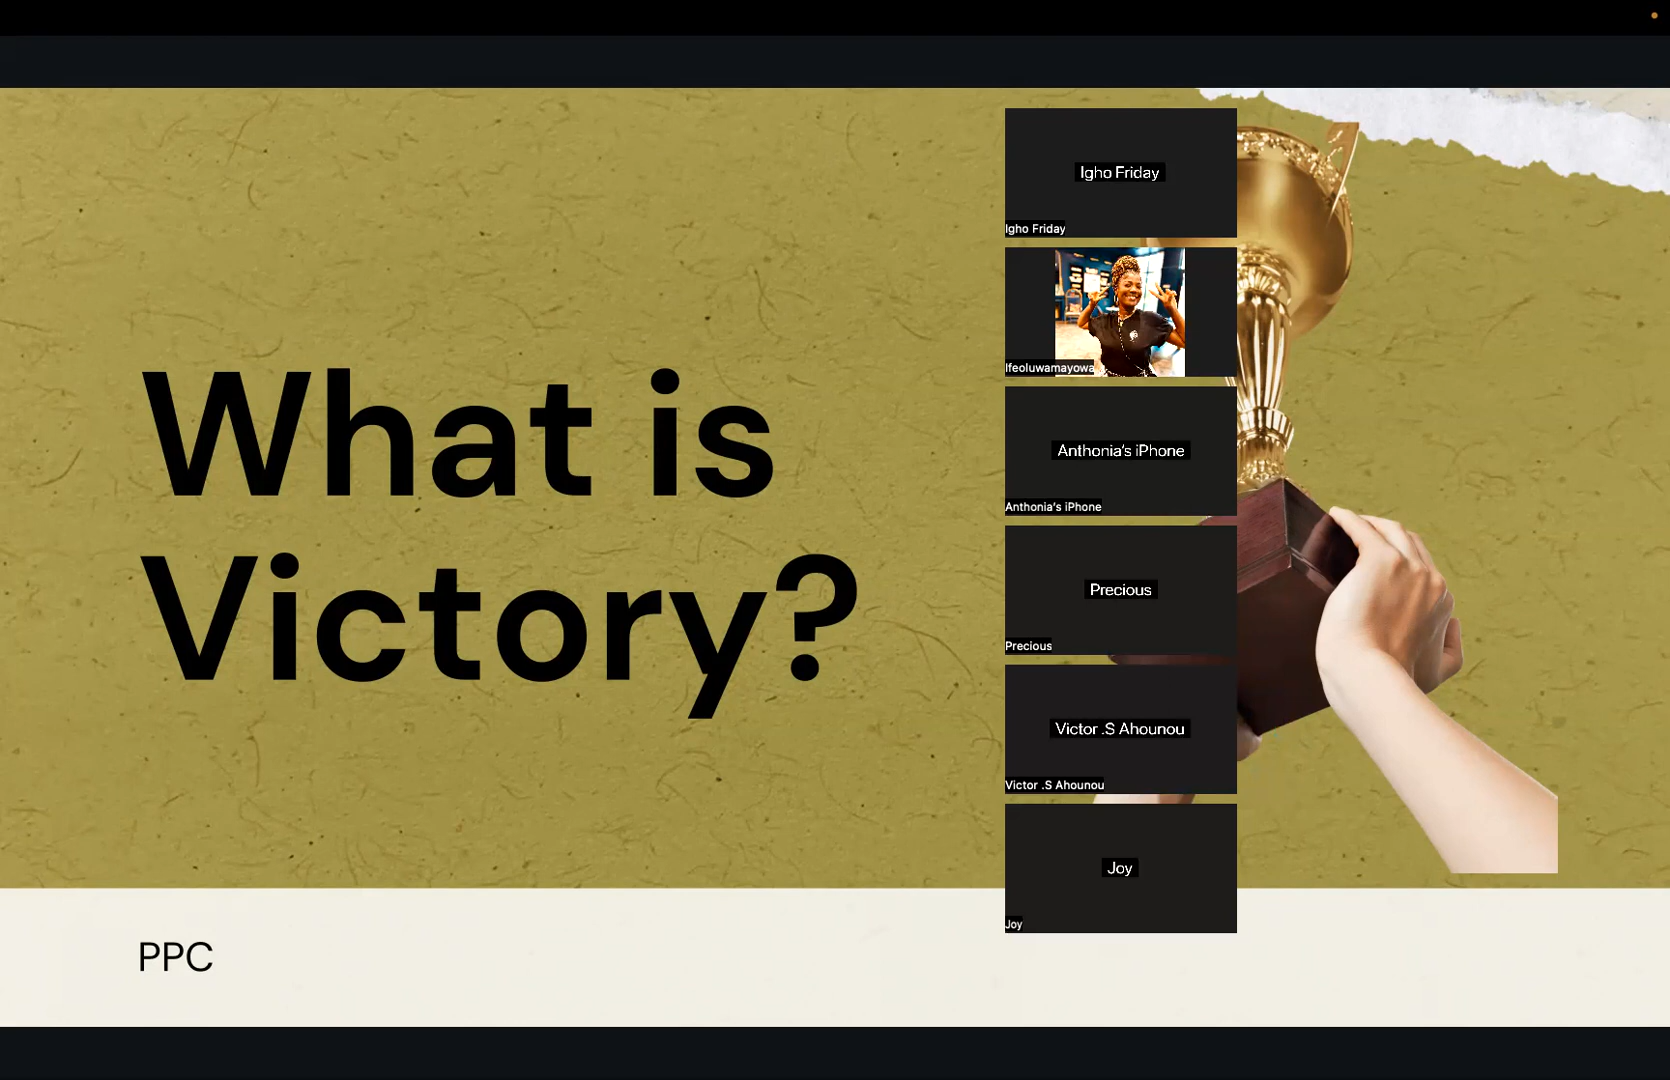 What is
Victory?
PPC
Igho Friday
Igho Friday
Ifeoluwamayowa
Anthonia's iPhone
Anthonia's iPhone
Precious
Precious
Victor .S Ahounou
Victor .S Ahounou
Joy
Joy